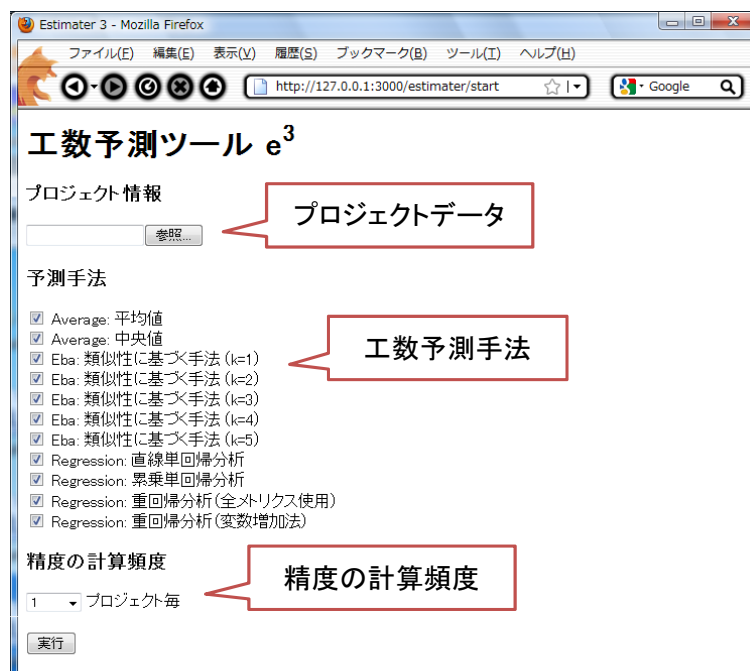 Estimater 3 - Mozilla Firefox
ファイル(F) 編集(E) 表示(V) 履歴(S) ブックマーク(B) ツール(T) ヘルプ(H)
http://127.0.0.1:3000/estimater/start Google
工数予測ツール e3
プロジェクト情報
プロジェクトデータ
参照...
予測手法
Average: 平均値
Average: 中央値
工数予測手法
Eba: 類似性に基づく手法 (k=1)
Eba: 類似性に基づく手法 (k=2)
Eba: 類似性に基づく手法 (k=3)
Eba: 類似性に基づく手法 (k=4)
Eba: 類似性に基づく手法 (k=5)
Regression: 直線単回帰分析
Regression: 累乗単回帰分析
Regression: 重回帰分析(全メトリクス使用)
Regression: 重回帰分析(変数増加法)
精度の計算頻度
精度の計算頻度
1 プロジェクト毎
実行